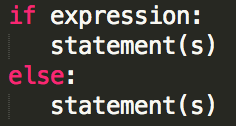 if expression:
    statement(s)
else:
    statement(s)